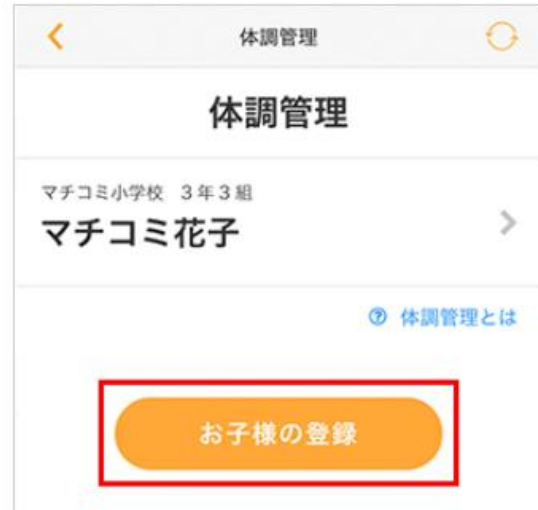 体調管理
体調管理
マチコミ小学校 3年3組
マチコミ花子
? 体調管理とは
お子様の登録